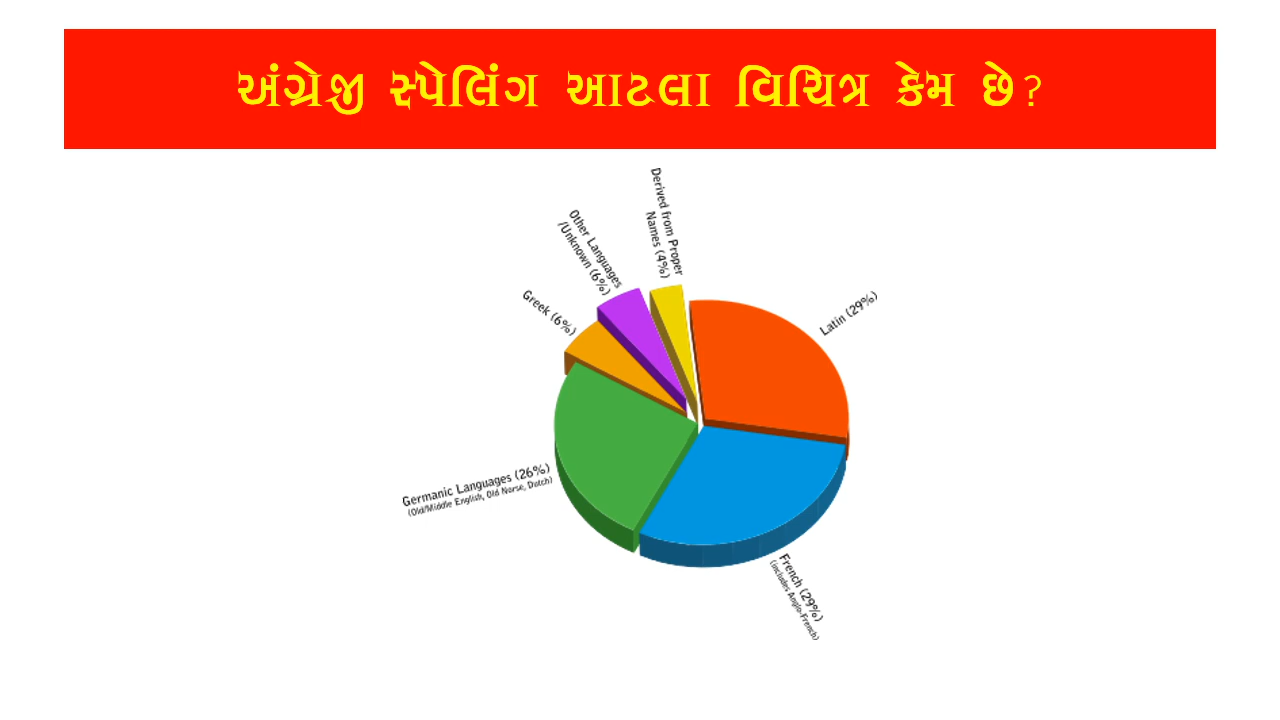 અંગ્રેજી સ્પેલિંગ આટલા વિચિત્ર કેમ છે?
Derived from Proper
Names (4%)
Other Languages
/Unknown (6%)
Greek (6%)
Latin (29%)
Germanic Languages (26%)
(Old/Middle English, Old Norse, Dutch)
French (29%)
(includes Anglo-French)